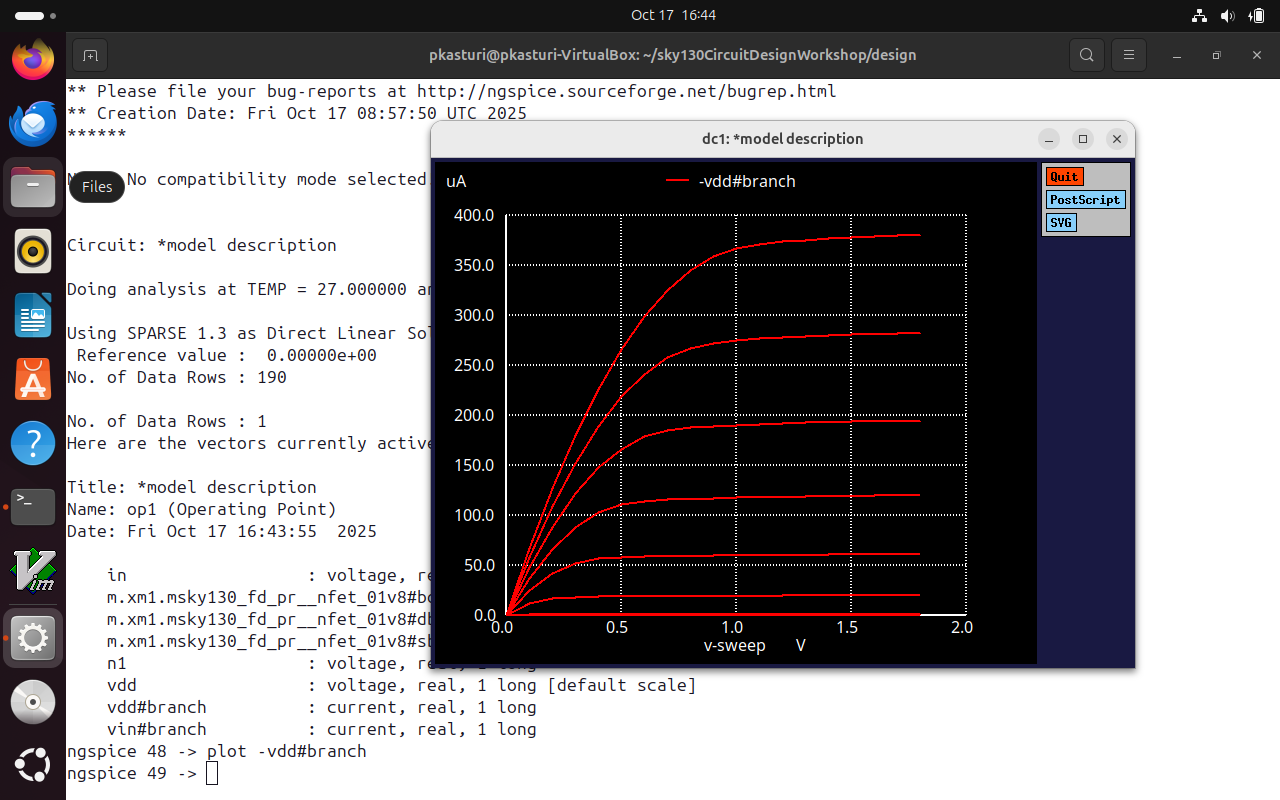 Oct 17 16:44
pkasturi@pkasturi-VirtualBox: ~/sky130CircuitDesignWorkshop/design
** Please file your bug-reports at http://ngspice.sourceforge.net/bugrep.html
** Creation Date: Fri Oct 17 08:57:50 UTC 2025
******
No compatibility mode selected
Files
Circuit: *model description
Doing analysis at TEMP = 27.000000 an
Using SPARSE 1.3 as Direct Linear Sol
Reference value : 0.00000e+00
No. of Data Rows : 190
No. of Data Rows : 1
Here are the vectors currently active
Title: *model description
Name: op1 (Operating Point)
Date: Fri Oct 17 16:43:55 2025
in : voltage, re
m.xm1.msky130_fd_pr__nfet_01v8#bo
m.xm1.msky130_fd_pr__nfet_01v8#db
m.xm1.msky130_fd_pr__nfet_01v8#sb
n1 : voltage, real, 1 long
vdd : voltage, real, 1 long [default scale]
vdd#branch : current, real, 1 long
vin#branch : current, real, 1 long
ngspice 48 -> plot -vdd#branch
ngspice 49 ->
dc1: *model description
uA
-vdd#branch
400.0
350.0
300.0
250.0
200.0
150.0
100.0
50.0
0.0
0.0 0.5 1.0 1.5 2.0
v-sweep V
Quit
PostScript
SVG
>_
Vim